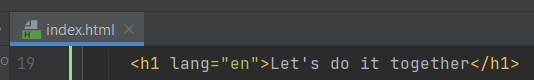 index.html
19 <h1 lang="en">Let's do it together</h1>